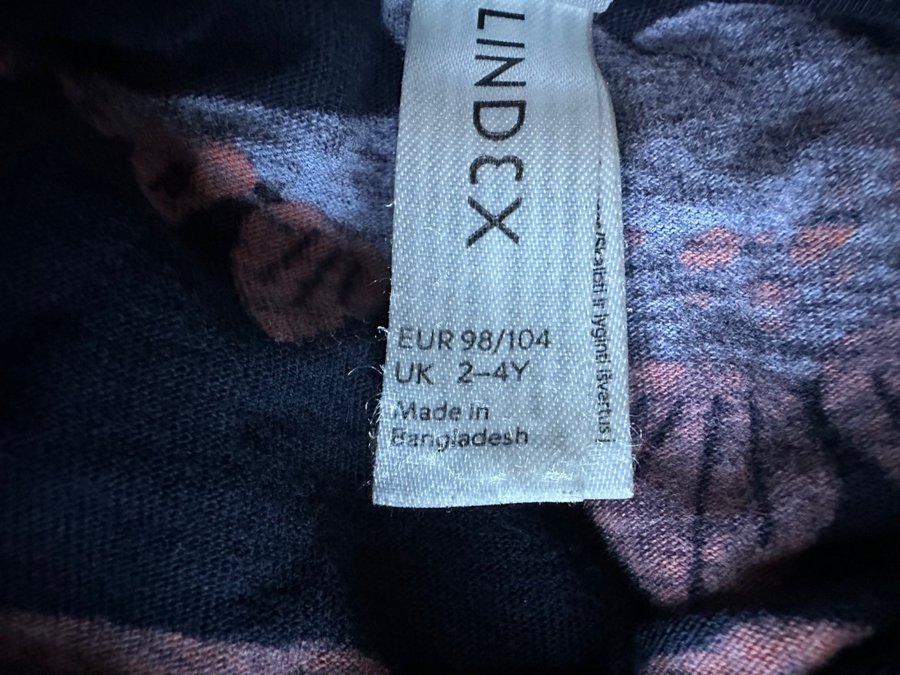 LINDEX
EUR 98/104
UK 2–4Y
Made in
Bangladesh